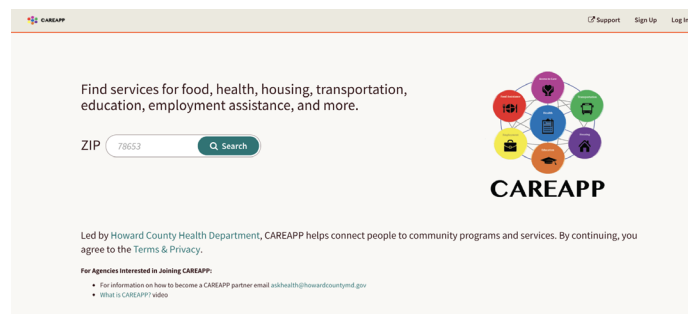 CAREAPP
Support Sign Up Log In
Find services for food, health, housing, transportation,
education, employment assistance, and more.
ZIP 78653 Search
CAREAPP
Led by Howard County Health Department, CAREAPP helps connect people to community programs and services. By continuing, you
agree to the Terms & Privacy.
For Agencies Interested in Joining CAREAPP:
For information on how to become a CAREAPP partner email askhealth@howardcountymd.gov
What is CAREAPP? video